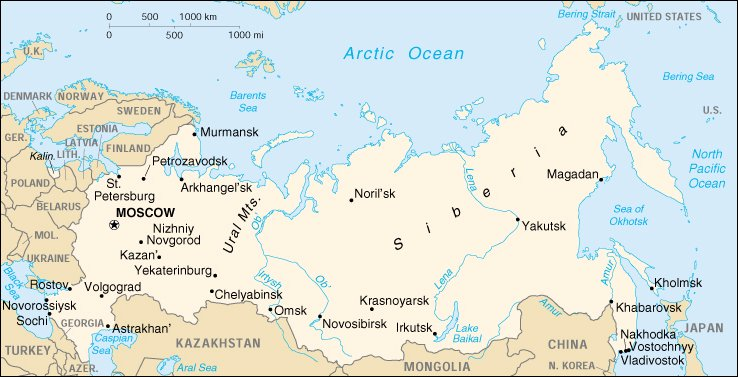 0 500 1000 km
0 500 1000 mi
Bering Strait
UNITED STATES
Arctic Ocean
U.K.
Barents
Sea
Bering Sea
DENMARK
NORWAY
SWEDEN
U.S.
GER.
ESTONIA
LATVIA
LITH.
Kalin.
FINLAND
Murmansk
Petrozavodsk
North
Pacific
Ocean
POLAND
St.
Petersburg
Arkhangel'sk
Ural Mts.
Noril'sk
Siberia
Lena
Magadan
BELARUS
MOSCOW
Ob'
Yakutsk
Sea of
Okhotsk
MOL.
UKRAINE
Nizhniy
Novgorod
Kazan'
Yekaterinburg
Irtysh
Ob'
Lena
Amur
Kholmsk
Black
Sea
Rostov
Novorossiysk
Sochi
Volgograd
Chelyabinsk
Omsk
Krasnoyarsk
Novosibirsk
Irkutsk
Lake
Baikal
Amur
Khabarovsk
GEORGIA
Astrakhan'
Nakhodka
Vostochnyy
Vladivostok
JAPAN
TURKEY
Caspian
Sea
KAZAKHSTAN
CHINA
AZER.
Aral Sea
MONGOLIA
N. KOREA